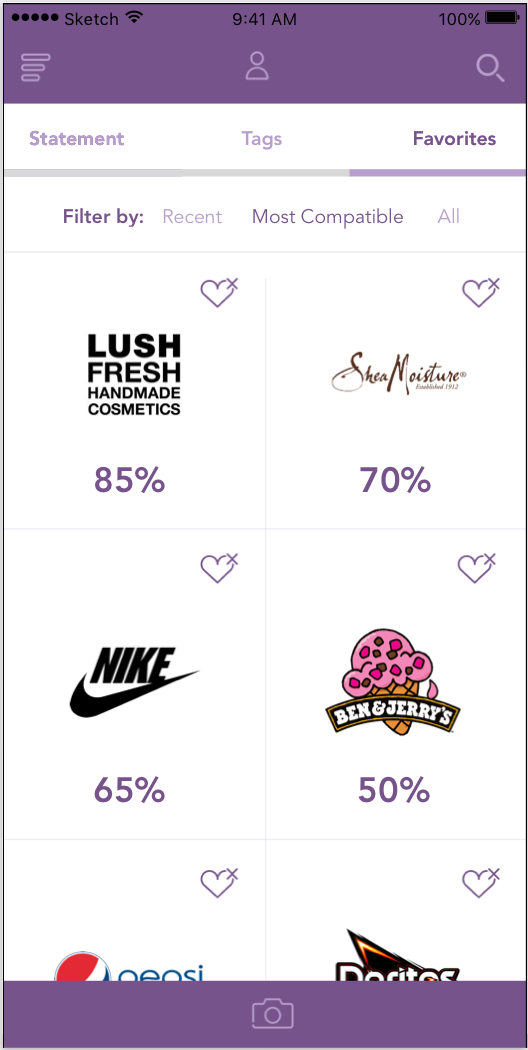 Sketch 9:41 AM 100%
Statement Tags Favorites
Filter by: Recent Most Compatible All
LUSH
FRESH
HANDMADE
COSMETICS
SheaMoisture®
Established 1912
85% 70%
NIKE
BEN&JERRY'S
65% 50%
pepsi Doritos